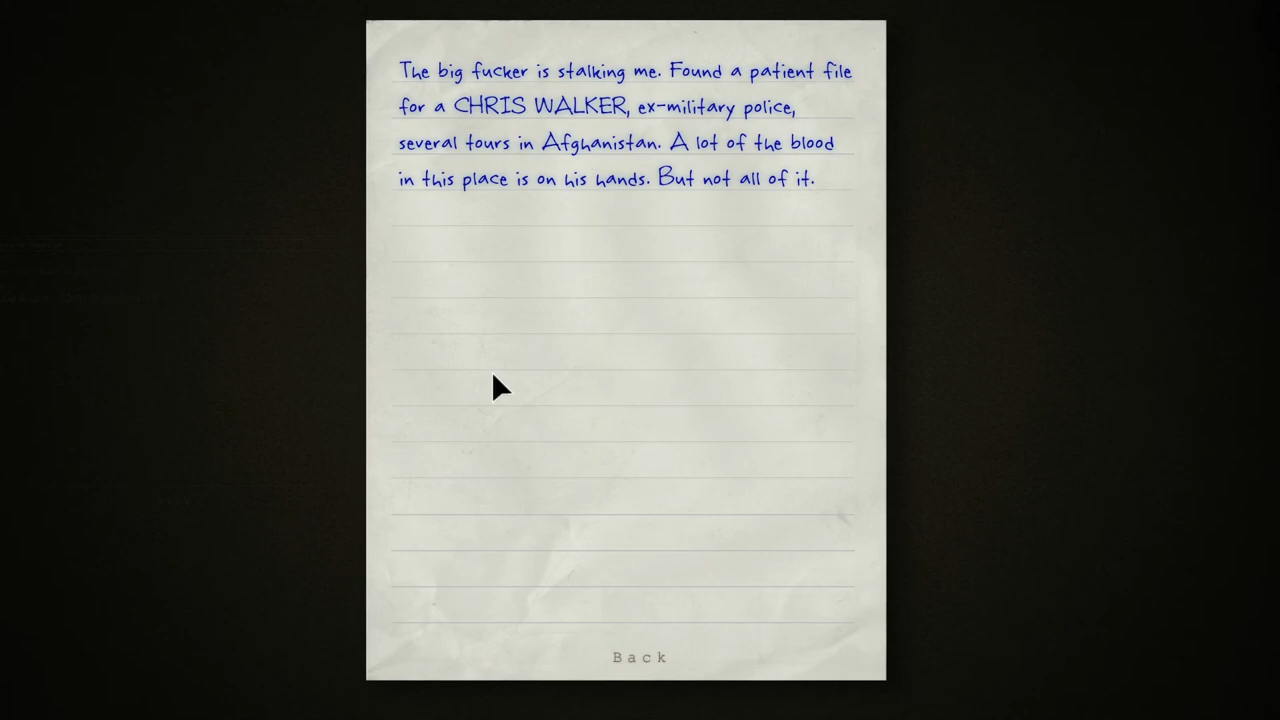 The big fucker is stalking me. Found a patient file
for a CHRIS WALKER, ex-military police,
several tours in Afghanistan. A lot of the blood
in this place is on his hands. But not all of it.
Back